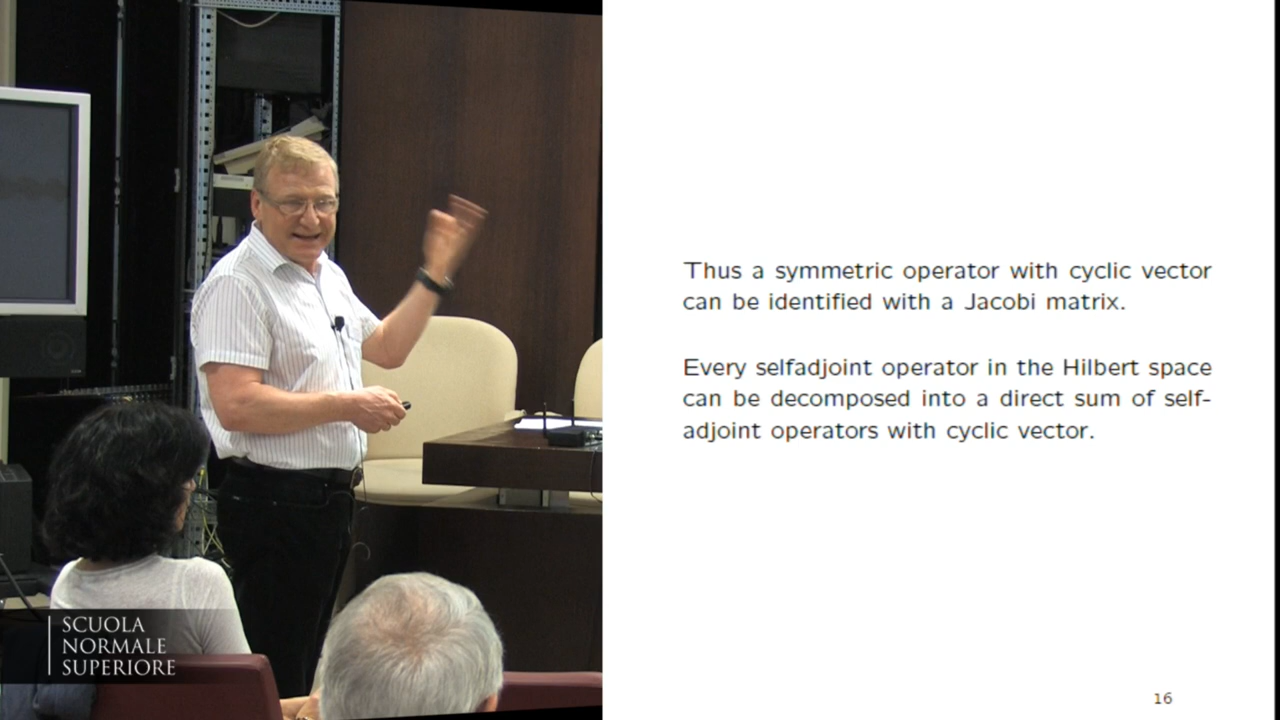 Thus a symmetric operator with cyclic vector
can be identified with a Jacobi matrix.
Every selfadjoint operator in the Hilbert space
can be decomposed into a direct sum of self-
adjoint operators with cyclic vector.
16
SCUOLA
NORMALE
SUPERIORE